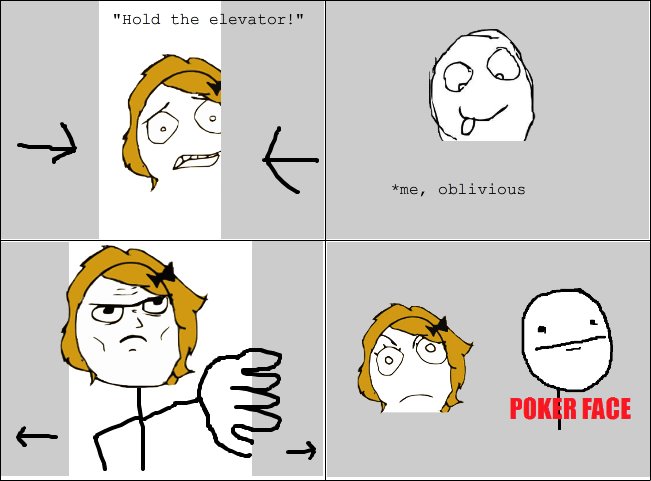 "Hold the elevator!"
*me, oblivious
POKER FACE